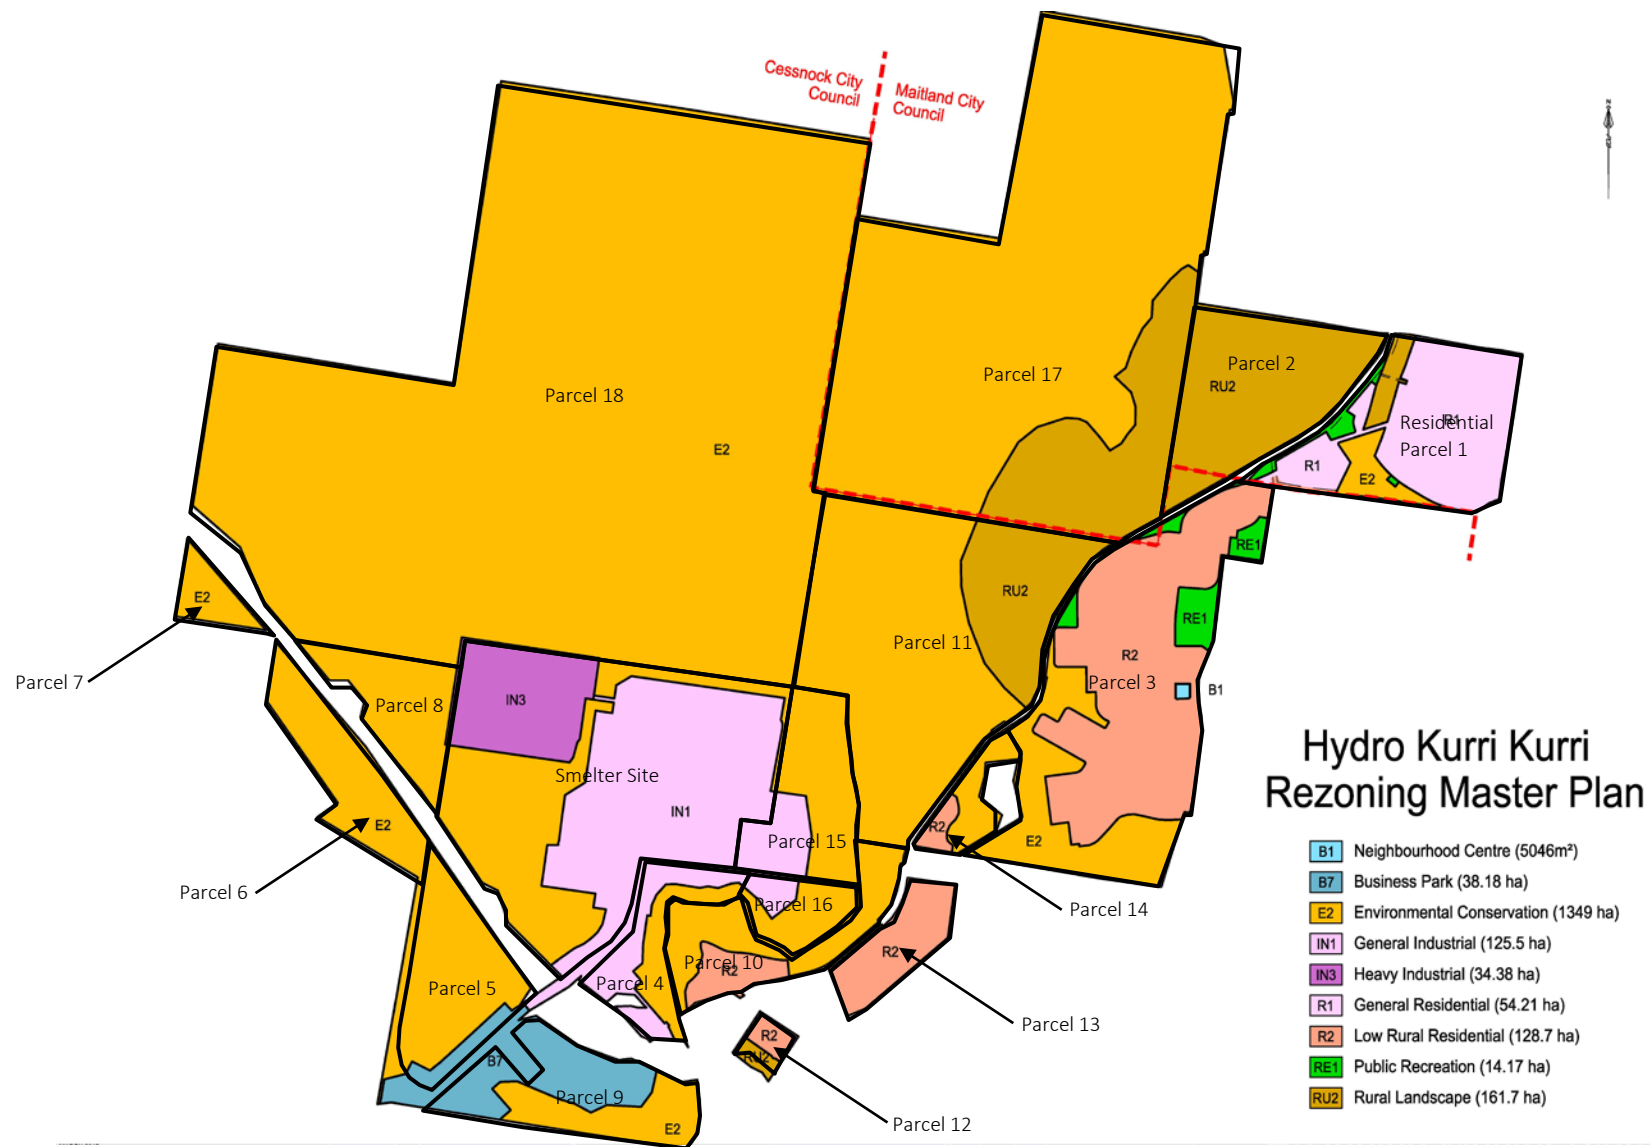 Cessnock City
Council
Maitland City
Council
Parcel 18
E2
Parcel 17
Parcel 2
RU2
R1
Residential
Parcel 1
R1
E2
E2
Parcel 7
RU2
Parcel 11
RE1
RE1
R2
Parcel 3
B1
Parcel 8
IN3
Smelter Site
IN1
E2
Parcel 6
Parcel 15
R2
E2
Parcel 14
Parcel 16
Parcel 10
R2
R2
Parcel 13
Parcel 5
Parcel 4
R2
RU2
Parcel 12
B7
Parcel 9
E2
Hydro Kurri Kurri
Rezoning Master Plan
B1 Neighbourhood Centre (5046m²)
B7 Business Park (38.18 ha)
E2 Environmental Conservation (1349 ha)
IN1 General Industrial (125.5 ha)
IN3 Heavy Industrial (34.38 ha)
R1 General Residential (54.21 ha)
R2 Low Rural Residential (128.7 ha)
RE1 Public Recreation (14.17 ha)
RU2 Rural Landscape (161.7 ha)